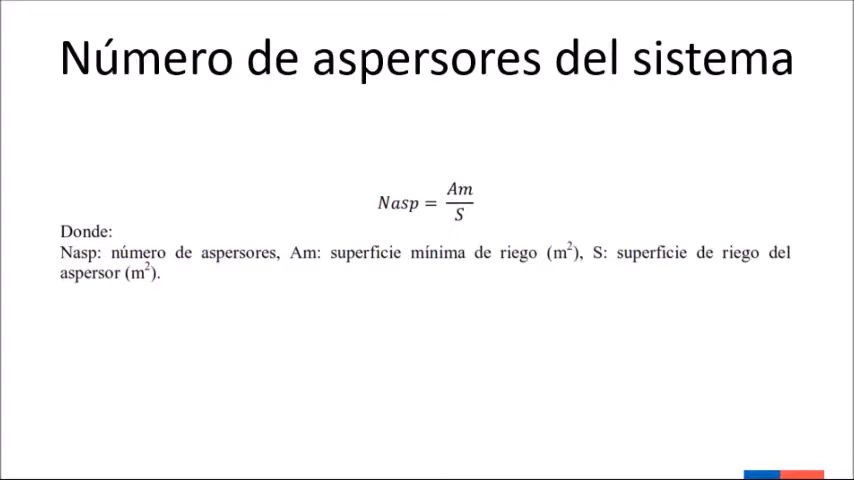 Número de aspersores del sistema
Nasp = Am/S
Donde:
Nasp: número de aspersores, Am: superficie mínima de riego (m²), S: superficie de riego del
aspersor (m²).